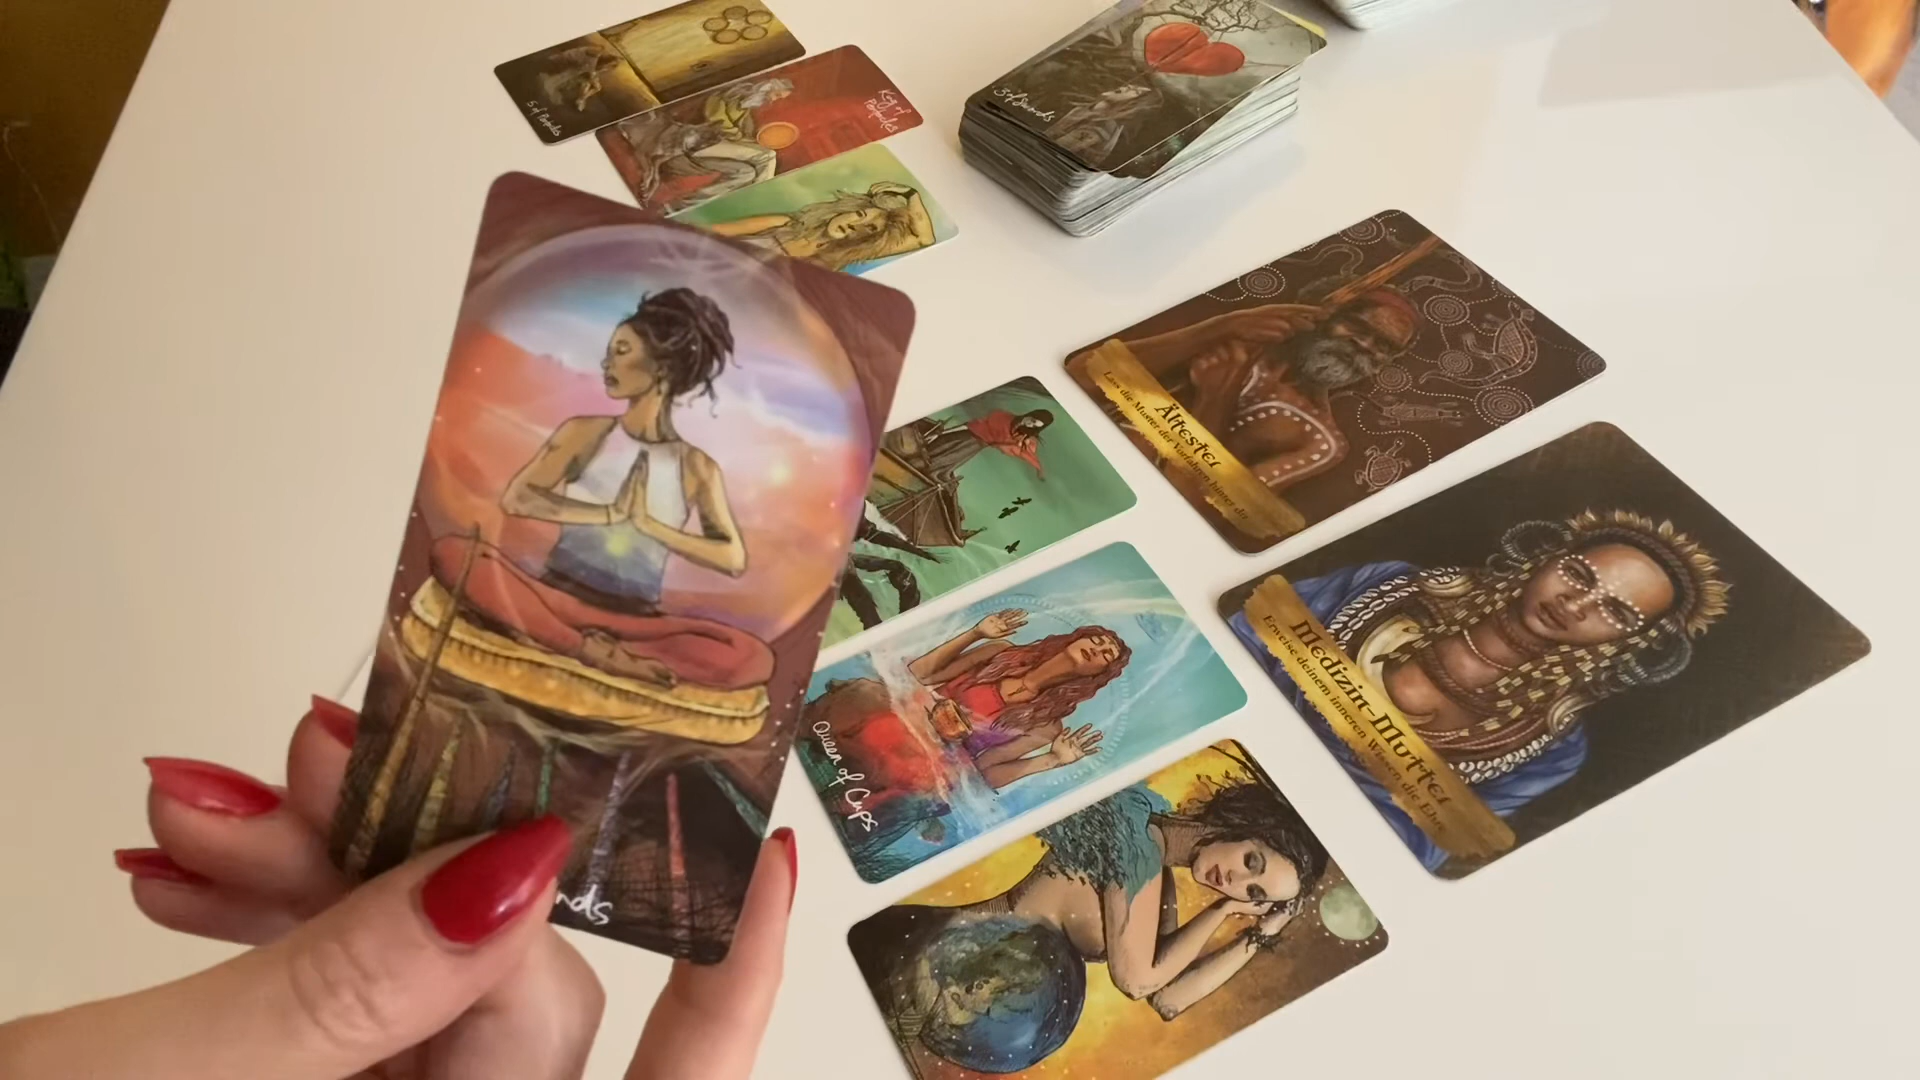 5 of Pentacles
King of
Pentacles
3 of Swords
Ältester
Lass die Muster der Vorfahren hinter dir
Medizin-Mutter
Erweise deinem inneren Wissen die Ehre
Queen of Cups
nds